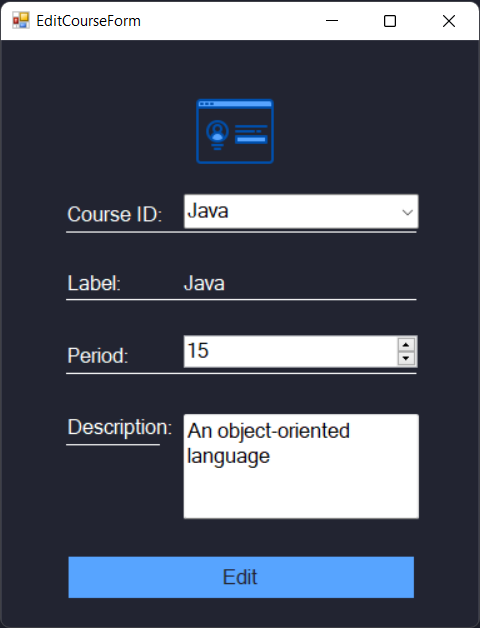 EditCourseForm
Course ID: Java
Label: Java
Period: 15
Description: An object-oriented
language
Edit